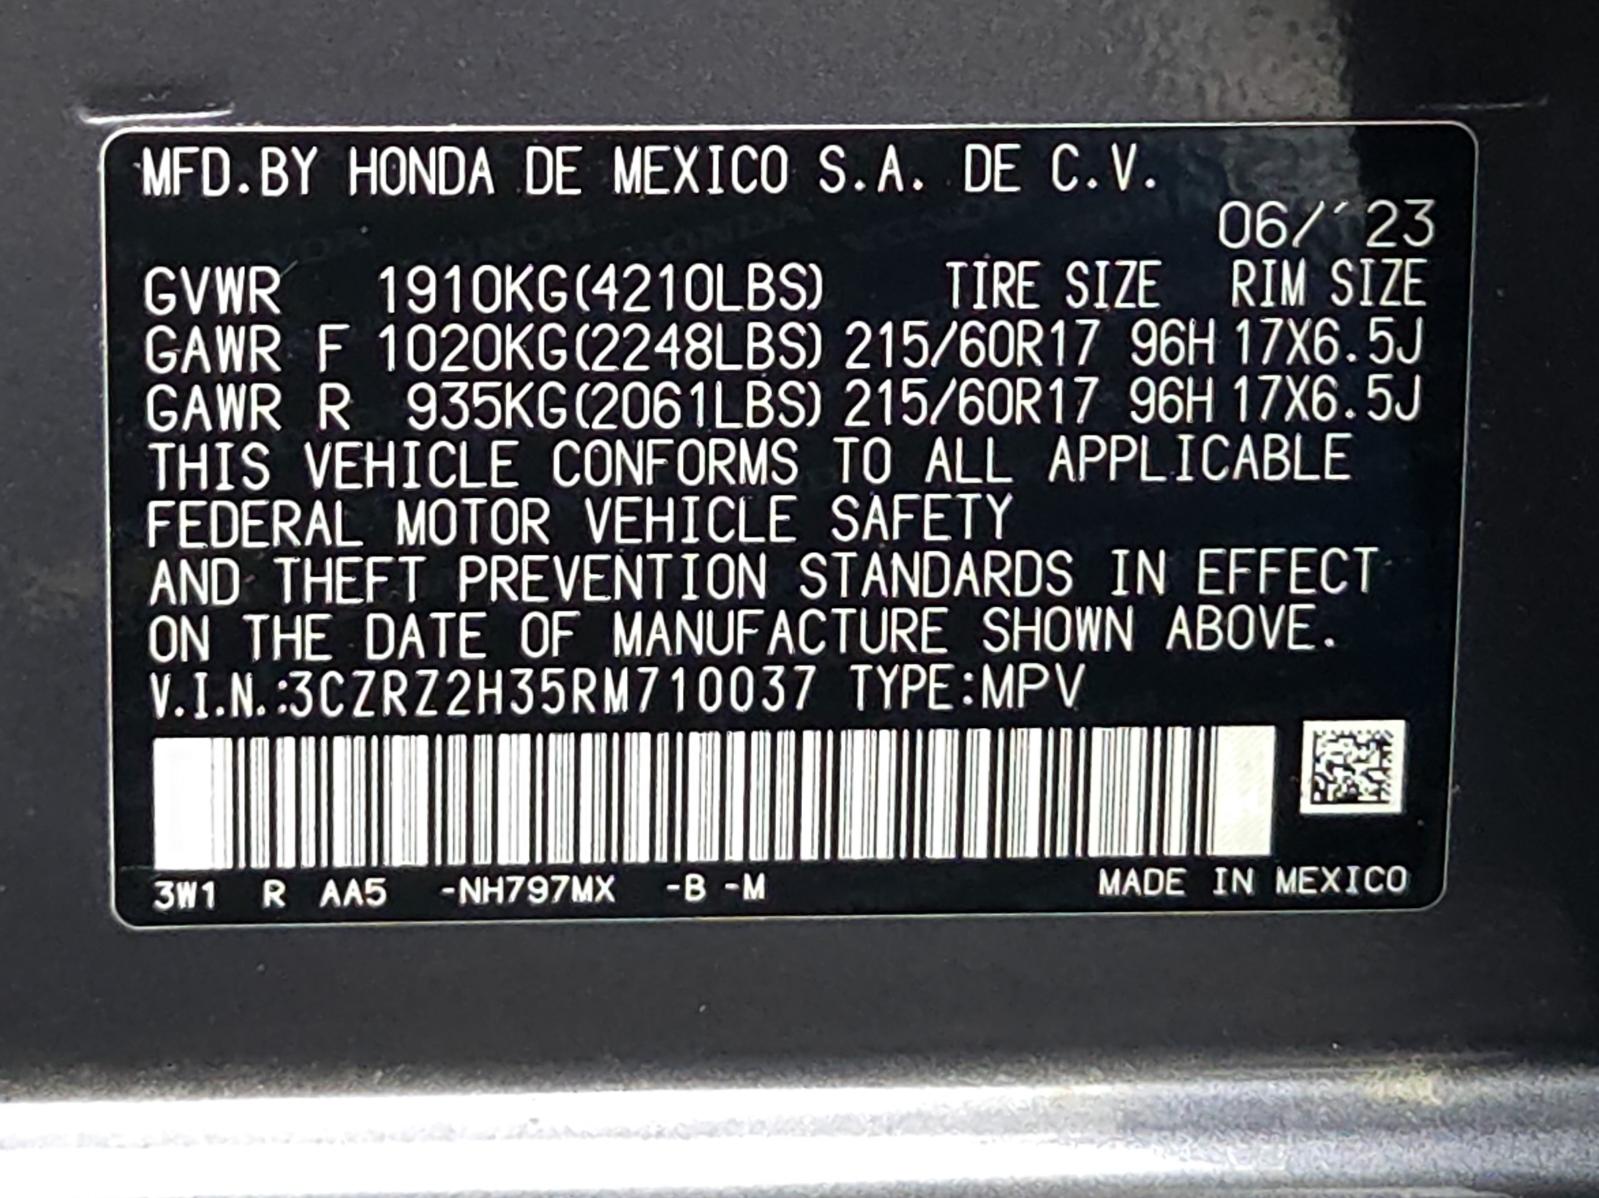 MFD.BY HONDA DE MEXICO S.A. DE C.V.
06/´23
GVWR 1910KG(4210LBS) TIRE SIZE RIM SIZE
GAWR F 1020KG(2248LBS) 215/60R17 96H 17X6.5J
GAWR R 935KG(2061LBS) 215/60R17 96H 17X6.5J
THIS VEHICLE CONFORMS TO ALL APPLICABLE
FEDERAL MOTOR VEHICLE SAFETY
AND THEFT PREVENTION STANDARDS IN EFFECT
ON THE DATE OF MANUFACTURE SHOWN ABOVE.
V.I.N.:3CZRZ2H35RM710037 TYPE:MPV
3W1 R AA5 -NH797MX -B -M MADE IN MEXICO